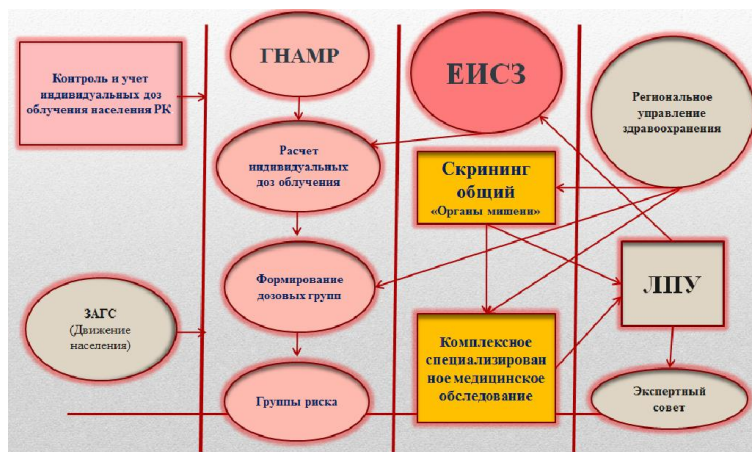 Контроль и учет
индивидуальных доз
облучения населения РК
ЗАГС
(Движение
населения)
ГНАМР
Расчет
индивидуальных
доз облучения
Формирование
дозовых групп
Группы риска
ЕИСЗ
Скрининг
общий
«Органы мишени»
Комплексное
специализирован
ное медицинское
обследование
Региональное
управление
здравоохранения
ЛПУ
Экспертный
совет